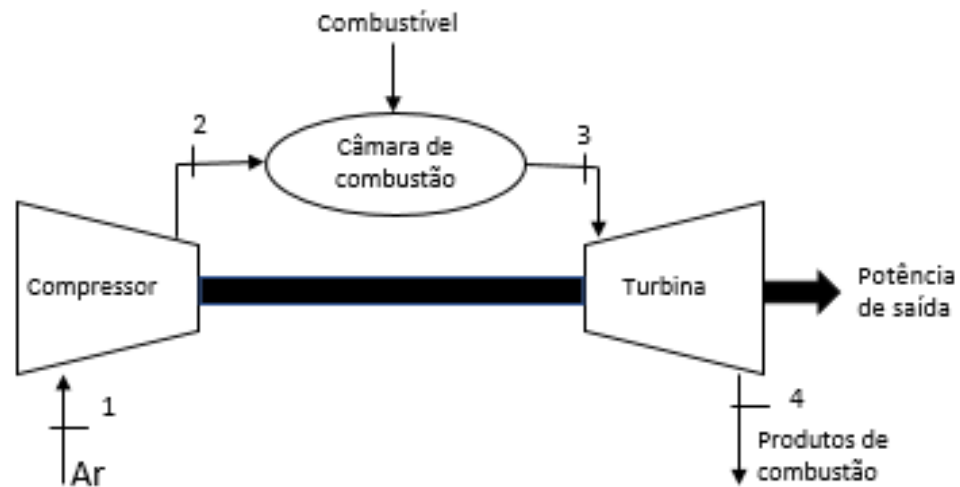 Combustível
2
Câmara de
combustão
3
Compressor
Turbina
Potência
de saída
1
4
Ar
Produtos de
combustão